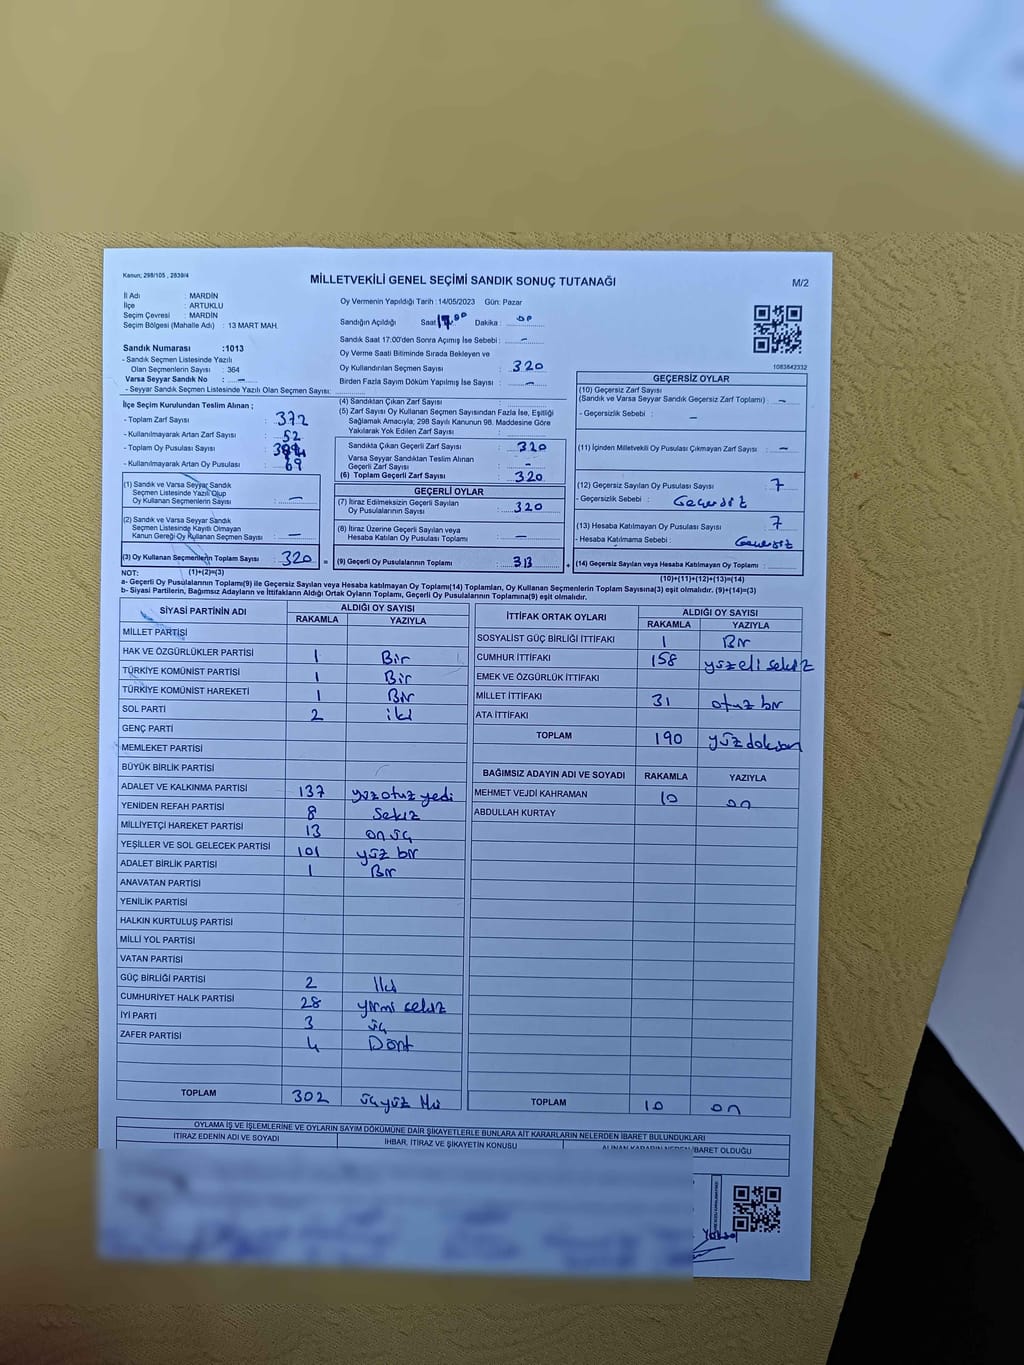 Kanun; 298/105 , 2839/4
MİLLETVEKİLİ GENEL SEÇİMİ SANDIK SONUÇ TUTANAĞI
M/2
İl Adı : MARDİN
İlçe : ARTUKLU
Seçim Çevresi : MARDİN
Seçim Bölgesi (Mahalle Adı) : 13 MART MAH.
Sandık Numarası :1013
- Sandık Seçmen Listesinde Yazılı
Olan Seçmenlerin Sayısı : 364
Varsa Seyyar Sandık No : —
- Seyyar Sandık Seçmen Listesinde Yazılı Olan Seçmen Sayısı:
Oy Vermenin Yapıldığı Tarih : 14/05/2023 Gün: Pazar
Sandığın Açıldığı Saat 17.00 Dakika : 00
Sandık Saat 17:00'den Sonra Açımış İse Sebebi : -
Oy Verme Saati Bitiminde Sırada Bekleyen ve
Oy Kullandırılan Seçmen Sayısı : 320
Birden Fazla Sayım Döküm Yapılmış İse Sayısı : -
1083842332
İlçe Seçim Kurulundan Teslim Alınan ;
- Toplam Zarf Sayısı : 372
- Kullanılmayarak Artan Zarf Sayısı : 52
- Toplam Oy Pusulası Sayısı :
- Kullanılmayarak Artan Oy Pusulası : 69
(1) Sandık ve Varsa Seyyar Sandık
Seçmen Listesinde Yazılı Olup
Oy Kullanan Seçmenlerin Sayısı : —
(2) Sandık ve Varsa Seyyar Sandık
Seçmen Listesinde Kayıtlı Olmayan
Kanun Gereği Oy Kullanan Seçmen Sayısı : —
(3) Oy Kullanan Seçmenlerin Toplam Sayısı : 320 =
(1)+(2)=(3)
(4) Sandıktan Çıkan Zarf Sayısı :
(5) Zarf Sayısı Oy Kullanan Seçmen Sayısından Fazla İse, Eşitliği
Sağlamak Amacıyla; 298 Sayılı Kanunun 98. Maddesine Göre
Yakılarak Yok Edilen Zarf Sayısı :
Sandıkta Çıkan Geçerli Zarf Sayısı : 320
Varsa Seyyar Sandıktan Teslim Alınan
Geçerli Zarf Sayısı : -
(6) Toplam Geçerli Zarf Sayısı : 320
GEÇERLİ OYLAR
(7) İtiraz Edilmeksizin Geçerli Sayılan
Oy Pusulalarının Sayısı : 320
(8) İtiraz Üzerine Geçerli Sayılan veya
Hesaba Katılan Oy Pusulası Toplamı : —
(9) Geçerli Oy Pusulalarının Toplamı : 313 +
GEÇERSİZ OYLAR
(10) Geçersiz Zarf Sayısı
(Sandık ve Varsa Seyyar Sandık Geçersiz Zarf Toplamı) : -
- Geçersizlik Sebebi : -
(11) İçinden Milletvekili Oy Pusulası Çıkmayan Zarf Sayısı : -
(12) Geçersiz Sayılan Oy Pusulası Sayısı : 7
- Geçersizlik Sebebi : Geçersiz
(13) Hesaba Katılmayan Oy Pusulası Sayısı : 7
- Hesaba Katılmama Sebebi : Geçersiz
(14) Geçersiz Sayılan veya Hesaba Katılmayan Oy Toplamı :
(10)+(11)+(12)+(13)=(14)
NOT:
a- Geçerli Oy Pusulalarının Toplamı(9) ile Geçersiz Sayılan veya Hesaba katılmayan Oy Toplamı(14) Toplamları, Oy Kullanan Seçmenlerin Toplam Sayısına(3) eşit olmalıdır. (9)+(14)=(3)
b- Siyasi Partilerin, Bağımsız Adayların ve İttifakların Aldığı Ortak Oyların Toplamı, Geçerli Oy Pusulalarının Toplamına(9) eşit olmalıdır.
SİYASİ PARTİNİN ADI ALDIĞI OY SAYISI
RAKAMLA YAZIYLA
MİLLET PARTİSİ
HAK VE ÖZGÜRLÜKLER PARTİSİ 1 Bir
TÜRKİYE KOMÜNİST PARTİSİ 1 Bir
TÜRKİYE KOMÜNİST HAREKETİ 1 Bir
SOL PARTİ 2 iki
GENÇ PARTİ
MEMLEKET PARTİSİ
BÜYÜK BİRLİK PARTİSİ
ADALET VE KALKINMA PARTİSİ 137 yüzotuz yedi
YENİDEN REFAH PARTİSİ 8 Sekiz
MİLLİYETÇİ HAREKET PARTİSİ 13 on üç
YEŞİLLER VE SOL GELECEK PARTİSİ 101 yüz bir
ADALET BİRLİK PARTİSİ 1 Bir
ANAVATAN PARTİSİ
YENİLİK PARTİSİ
HALKIN KURTULUŞ PARTİSİ
MİLLİ YOL PARTİSİ
VATAN PARTİSİ
GÜÇ BİRLİĞİ PARTİSİ 2 İki
CUMHURİYET HALK PARTİSİ 28 yirmi sekiz
İYİ PARTİ 3 üç
ZAFER PARTİSİ 4 Dört
TOPLAM 302 üçyüz iki
İTTİFAK ORTAK OYLARI ALDIĞI OY SAYISI
RAKAMLA YAZIYLA
SOSYALİST GÜÇ BİRLİĞİ İTTİFAKI 1 Bir
CUMHUR İTTİFAKI 158 yüzelli sekiz
EMEK VE ÖZGÜRLÜK İTTİFAKI
MİLLET İTTİFAKI 31 otuz bir
ATA İTTİFAKI
TOPLAM 190 yüz doksan
BAĞIMSIZ ADAYIN ADI VE SOYADI RAKAMLA YAZIYLA
MEHMET VEJDİ KAHRAMAN 10 on
ABDULLAH KURTAY
TOPLAM 10 on
OYLAMA İŞ VE İŞLEMLERİNE VE OYLARIN SAYIM DÖKÜMÜNE DAİR ŞİKAYETLERLE BUNLARA AİT KARARLARIN NELERDEN İBARET BULUNDUKLARI
İTİRAZ EDENİN ADI VE SOYADI İHBAR, İTİRAZ VE ŞİKAYETİN KONUSU ALINAN KARARIN NEDEN İBARET OLDUĞU